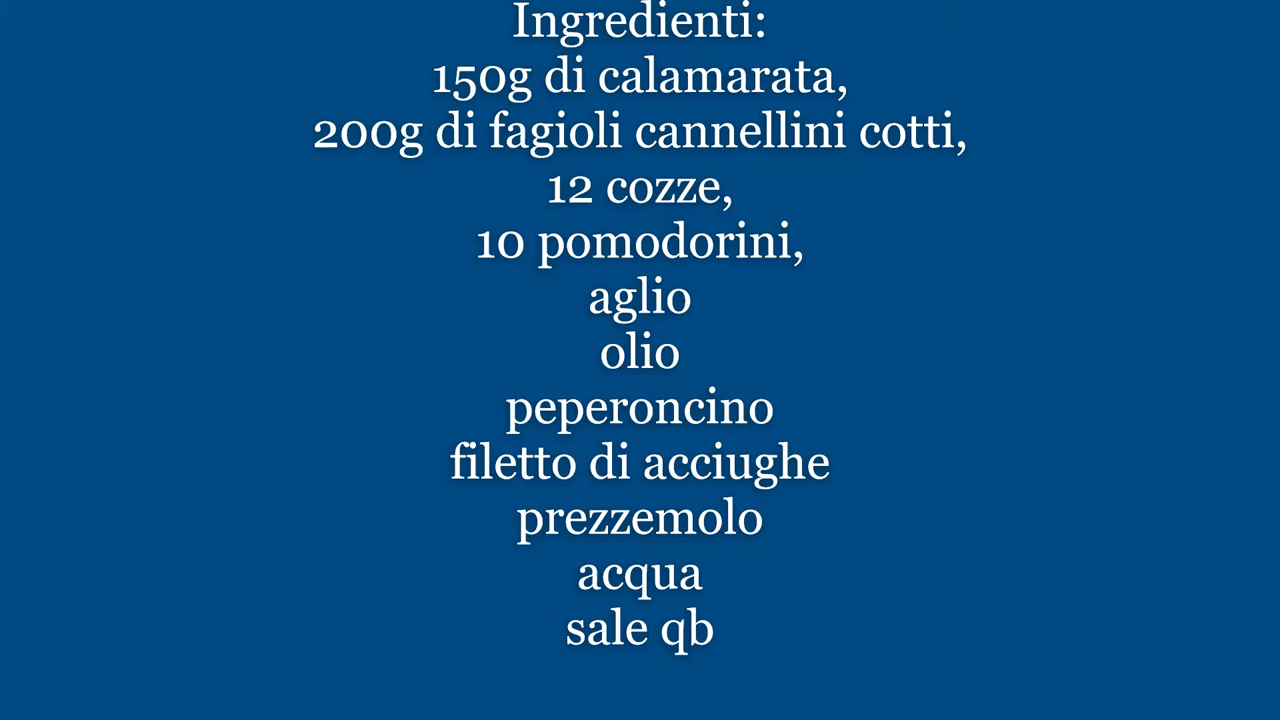 Ingredienti:
150g di calamarata,
200g di fagioli cannellini cotti,
12 cozze,
10 pomodorini,
aglio
olio
peperoncino
filetto di acciughe
prezzemolo
acqua
sale qb